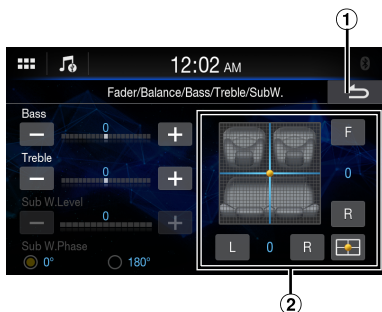 1
12:02 AM
Fader/Balance/Bass/Treble/SubW.
Bass
0
F
Treble
0
0
Sub W.Level
0
R
Sub W.Phase
0° 180°
L 0 R
2